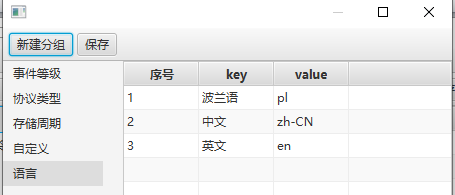 新建分组 保存
事件等级
协议类型
存储周期
自定义
语言
序号 key value
1 波兰语 pl
2 中文 zh-CN
3 英文 en